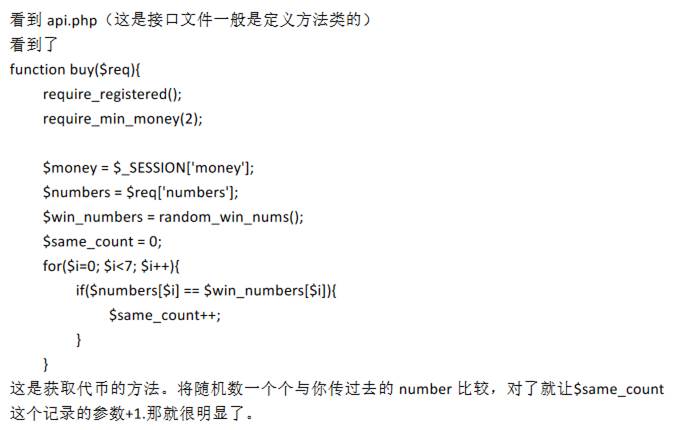 看到 api.php（这是接口文件一般是定义方法类的）
看到了
function buy($req){
require_registered();
require_min_money(2);
$money = $_SESSION['money'];
$numbers = $req['numbers'];
$win_numbers = random_win_nums();
$same_count = 0;
for($i=0; $i<7; $i++){
if($numbers[$i] == $win_numbers[$i]){
$same_count++;
}
}
这是获取代币的方法。将随机数一个个与你传过去的 number 比较，对了就让$same_count
这个记录的参数+1.那就很明显了。